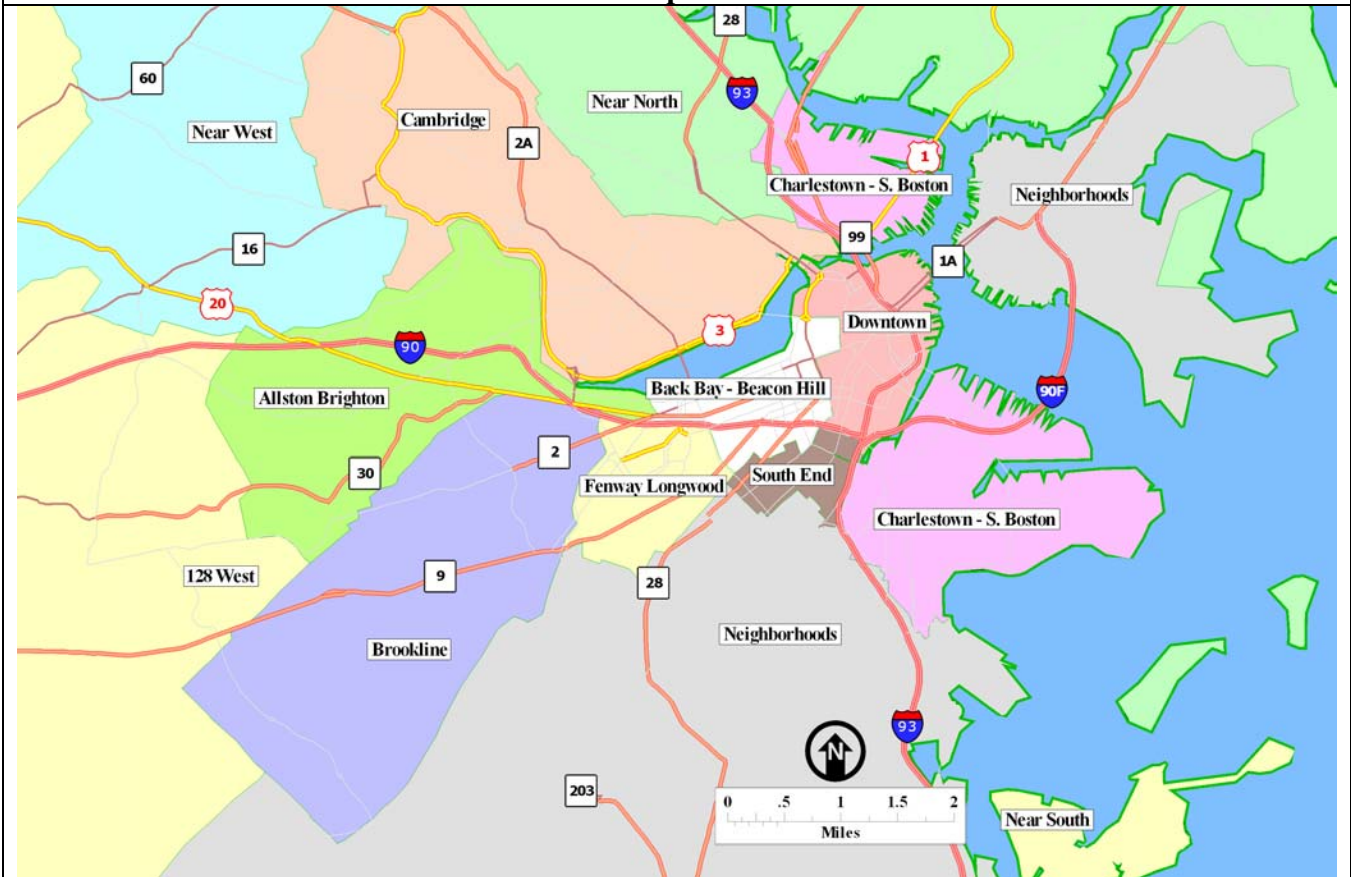 28
60
93
Near North
Cambridge
Near West
2A
1
Charlestown - S. Boston
Neighborhoods
99
16
1A
20
3
Downtown
90
Back Bay - Beacon Hill
90F
Allston Brighton
2
30
South End
Fenway Longwood
Charlestown - S. Boston
128 West
9
28
Neighborhoods
Brookline
93
N
203
0 .5 1 1.5 2
Miles
Near South